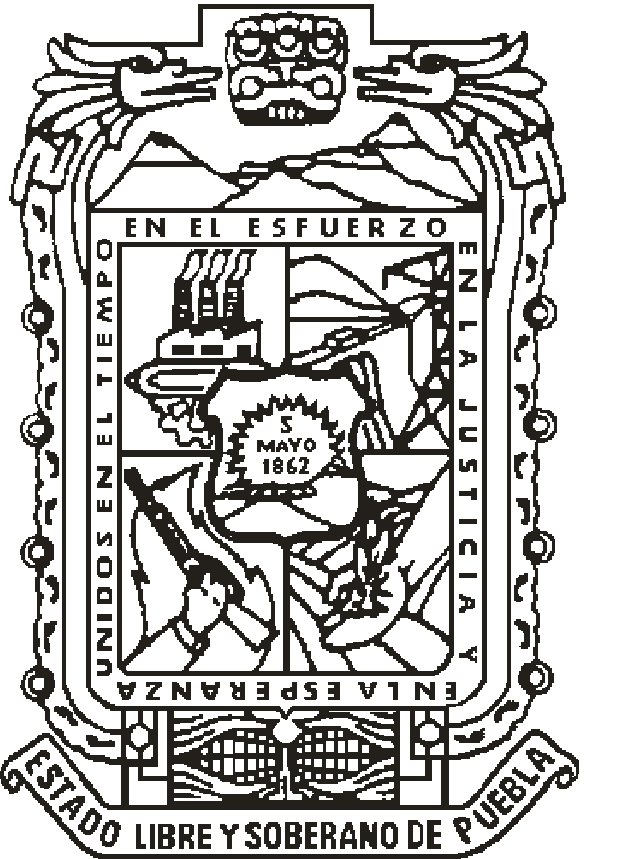 UNIDOS EN EL TIEMPO
EN EL ESFUERZO
EN LA JUSTICIA Y
EN LA ESPERANZA
5
MAYO
1862
ESTADO LIBRE Y SOBERANO DE PUEBLA